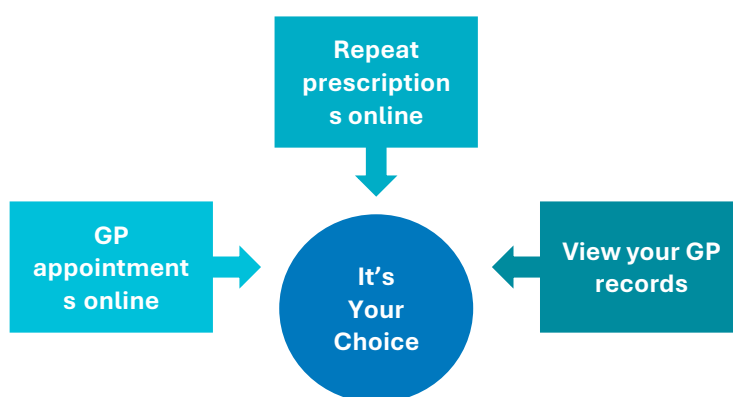 Repeat
prescription
s online
GP
appointment
s online
It’s
Your
Choice
View your GP
records